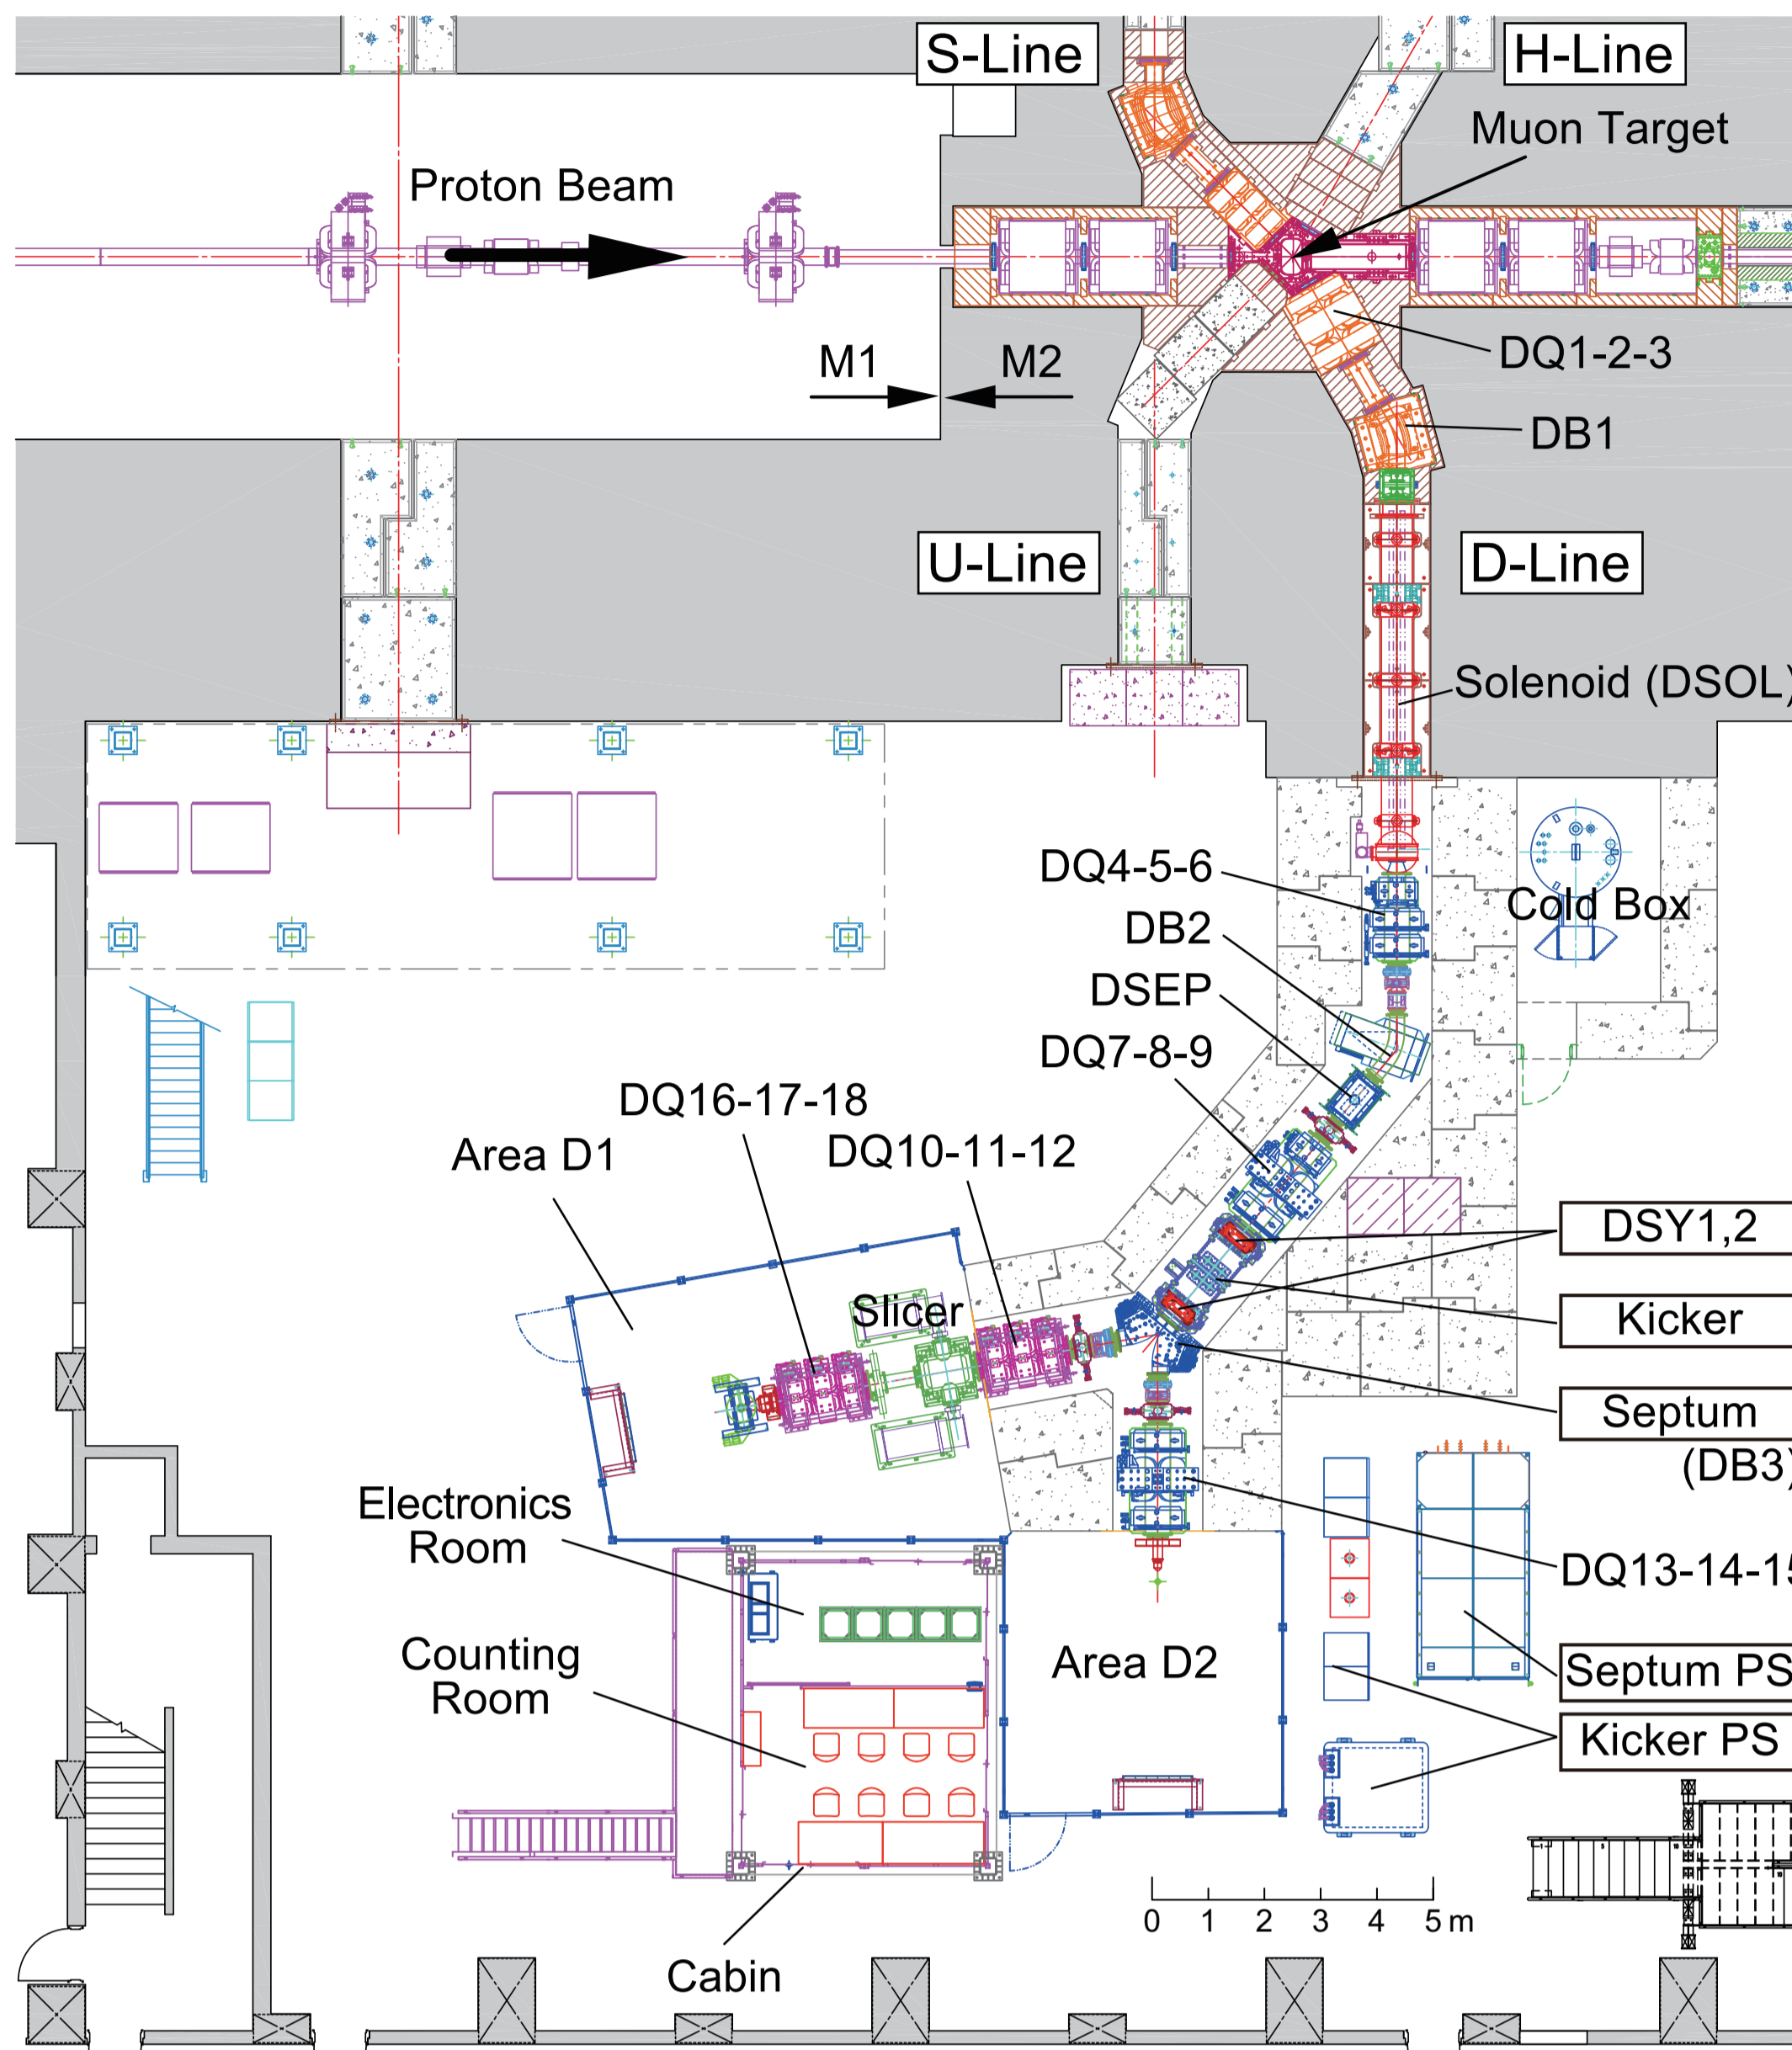 S-Line
H-Line
Muon Target
Proton Beam
M1
M2
DQ1-2-3
DB1
U-Line
D-Line
Solenoid (DSOL)
DQ4-5-6
Cold Box
DB2
DSEP
DQ7-8-9
DQ16-17-18
Area D1
DQ10-11-12
DSY1,2
Slicer
Kicker
Septum
(DB3)
Electronics
Room
DQ13-14-15
Counting
Room
Area D2
Septum PS
Kicker PS
0 1 2 3 4 5 m
Cabin